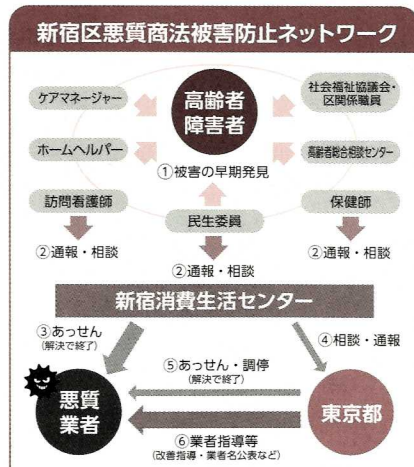 新宿区悪質商法被害防止ネットワーク
ケアマネージャー
高齢者
障害者
社会福祉協議会・
区関係職員
ホームヘルパー
高齢者総合相談センター
①被害の早期発見
訪問看護師
民生委員
保健師
②通報・相談
②通報・相談
②通報・相談
新宿消費生活センター
③あっせん
(解決で終了)
④相談・通報
⑤あっせん・調停
(解決で終了)
悪質
業者
東京都
⑥業者指導等
(改善指導・業者名公表など)